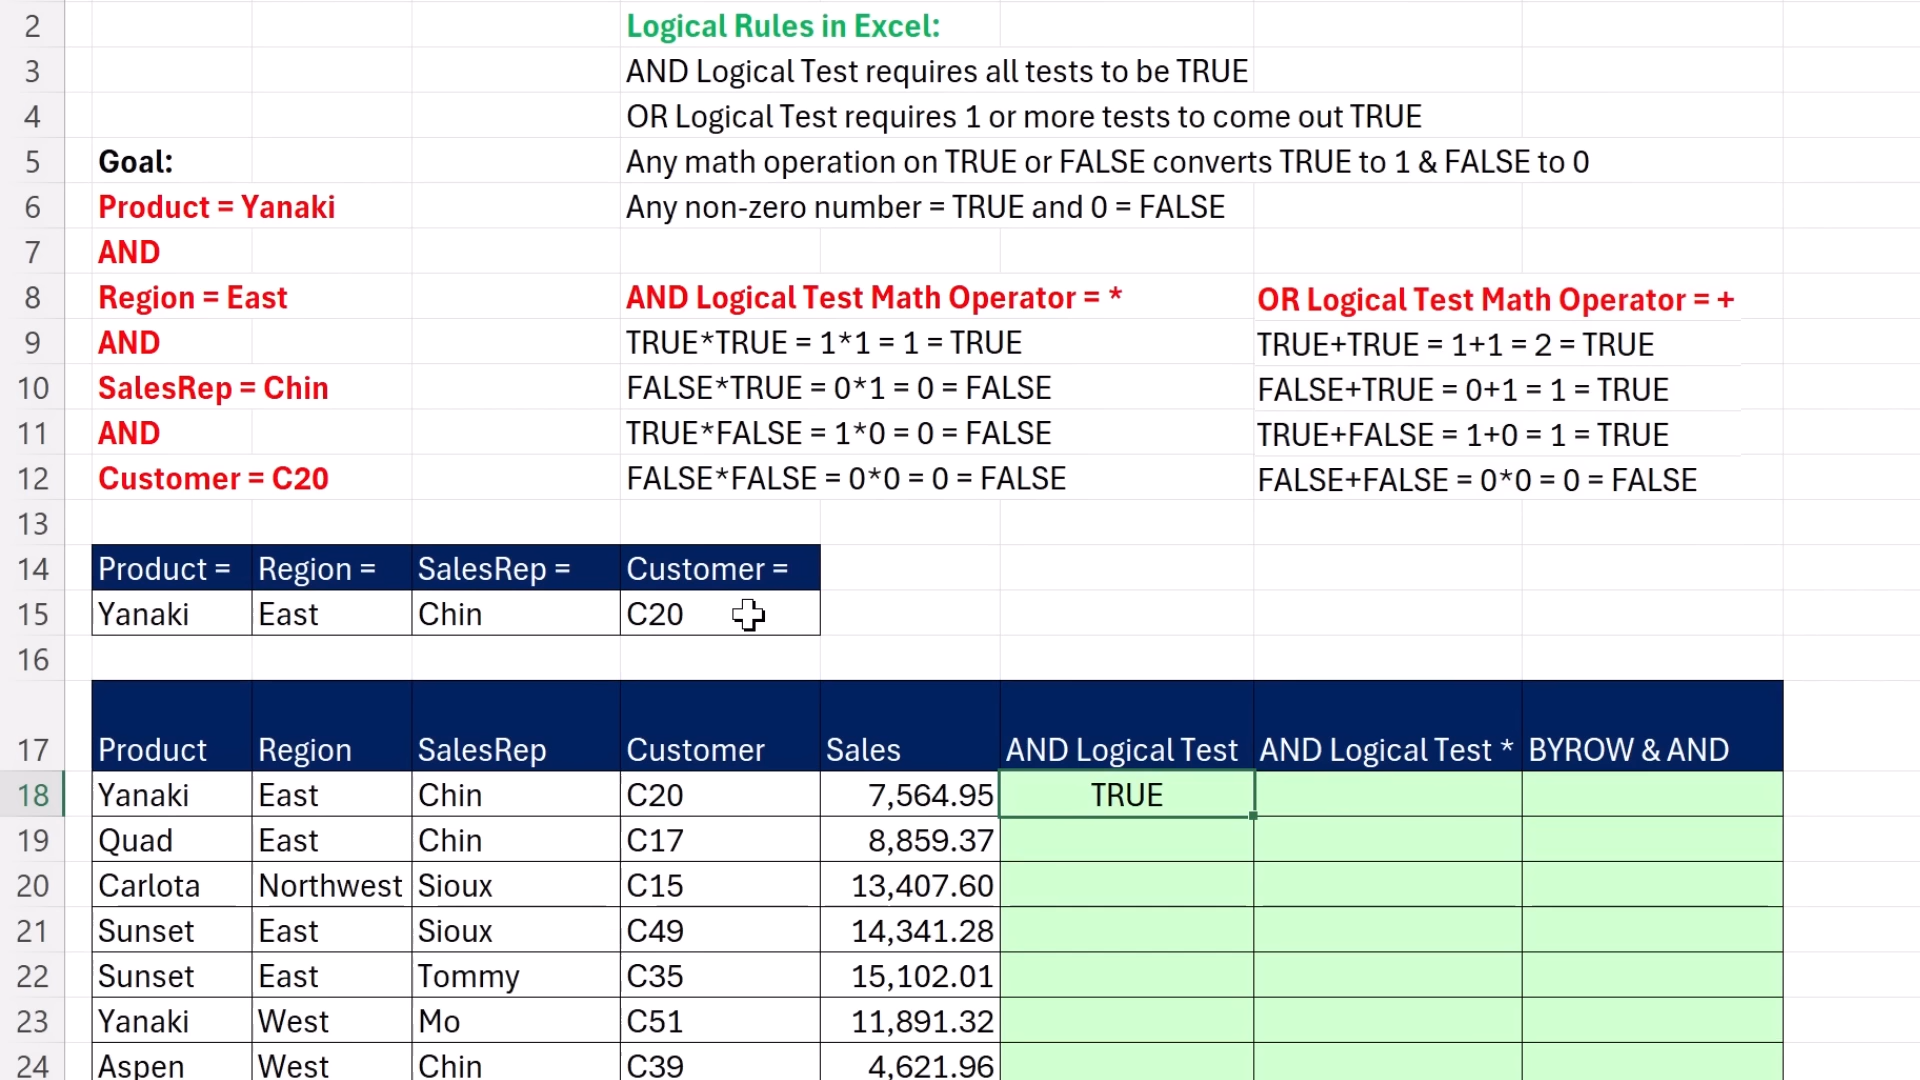 2 Logical Rules in Excel:
3 AND Logical Test requires all tests to be TRUE
4 OR Logical Test requires 1 or more tests to come out TRUE
5 Goal: Any math operation on TRUE or FALSE converts TRUE to 1 & FALSE to 0
6 Product = Yanaki Any non-zero number = TRUE and 0 = FALSE
7 AND
8 Region = East AND Logical Test Math Operator = * OR Logical Test Math Operator = +
9 AND TRUE*TRUE = 1*1 = 1 = TRUE TRUE+TRUE = 1+1 = 2 = TRUE
10 SalesRep = Chin FALSE*TRUE = 0*1 = 0 = FALSE FALSE+TRUE = 0+1 = 1 = TRUE
11 AND TRUE*FALSE = 1*0 = 0 = FALSE TRUE+FALSE = 1+0 = 1 = TRUE
12 Customer = C20 FALSE*FALSE = 0*0 = 0 = FALSE FALSE+FALSE = 0*0 = 0 = FALSE
13
14 Product = Region = SalesRep = Customer =
15 Yanaki East Chin C20
16
17 Product Region SalesRep Customer Sales AND Logical Test AND Logical Test * BYROW & AND
18 Yanaki East Chin C20 7,564.95 TRUE
19 Quad East Chin C17 8,859.37
20 Carlota Northwest Sioux C15 13,407.60
21 Sunset East Sioux C49 14,341.28
22 Sunset East Tommy C35 15,102.01
23 Yanaki West Mo C51 11,891.32
24 Aspen West Chin C39 4,621.96